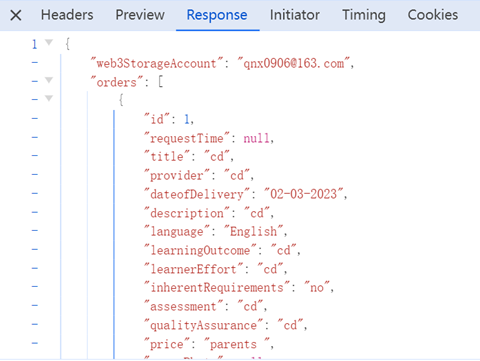 Headers Preview Response Initiator Timing Cookies
1 {
"web3StorageAccount": "qnx0906@163.com",
"orders": [
{
"id": 1,
"requestTime": null,
"title": "cd",
"provider": "cd",
"dateofDelivery": "02-03-2023",
"description": "cd",
"language": "English",
"learningOutcome": "cd",
"learnerEffort": "cd",
"inherentRequirements": "no",
"assessment": "cd",
"qualityAssurance": "cd",
"price": "parents ",